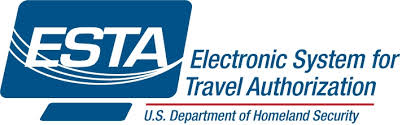 ESTA
Electronic System for
Travel Authorization
U.S. Department of Homeland Security